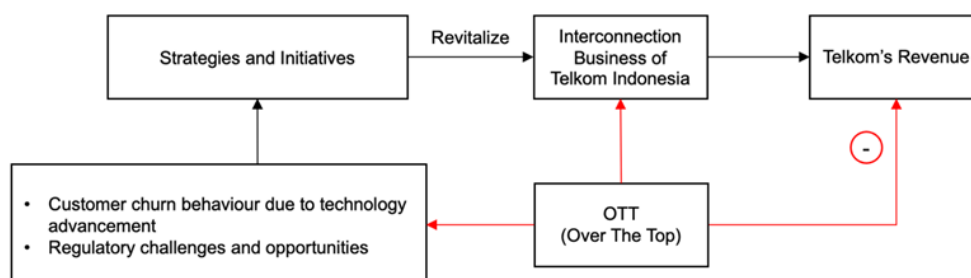 Strategies and Initiatives
Revitalize
Interconnection
Business of
Telkom Indonesia
Telkom's Revenue
-
• Customer churn behaviour due to technology
advancement
• Regulatory challenges and opportunities
OTT
(Over The Top)